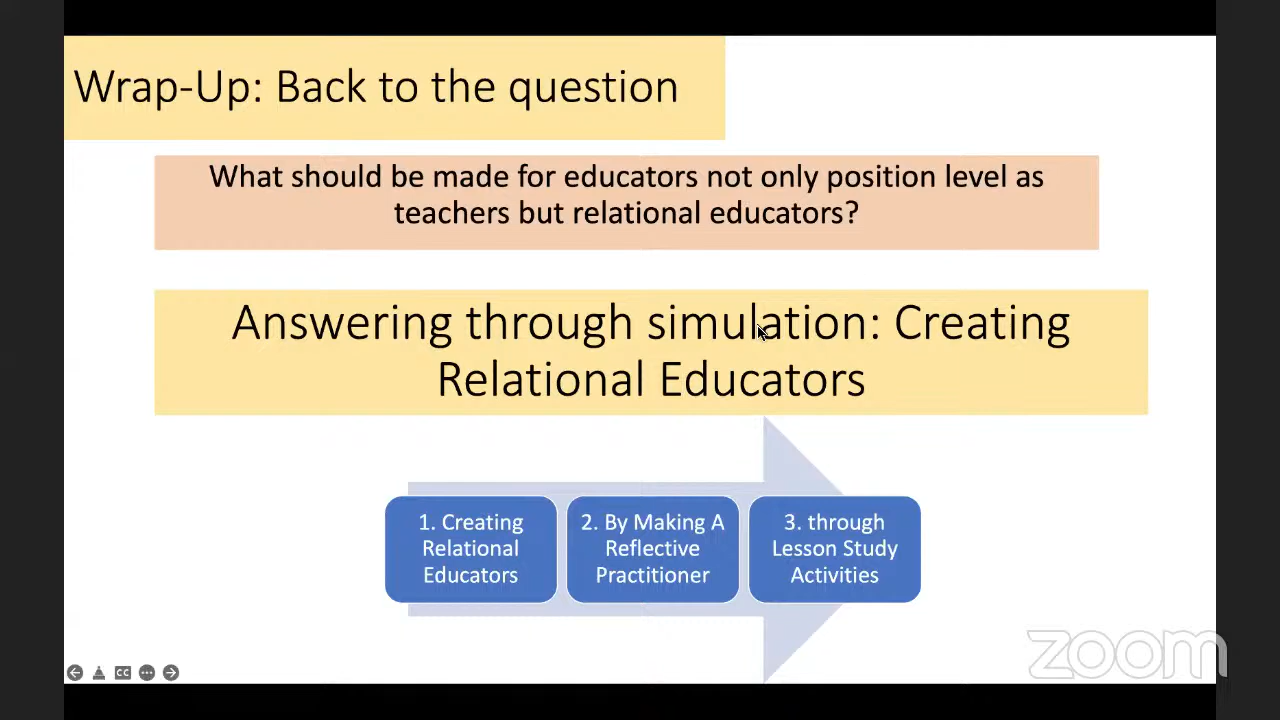 Wrap-Up: Back to the question
What should be made for educators not only position level as
teachers but relational educators?
Answering through simulation: Creating
Relational Educators
1. Creating
Relational
Educators
2. By Making A
Reflective
Practitioner
3. through
Lesson Study
Activities
CC
zoom